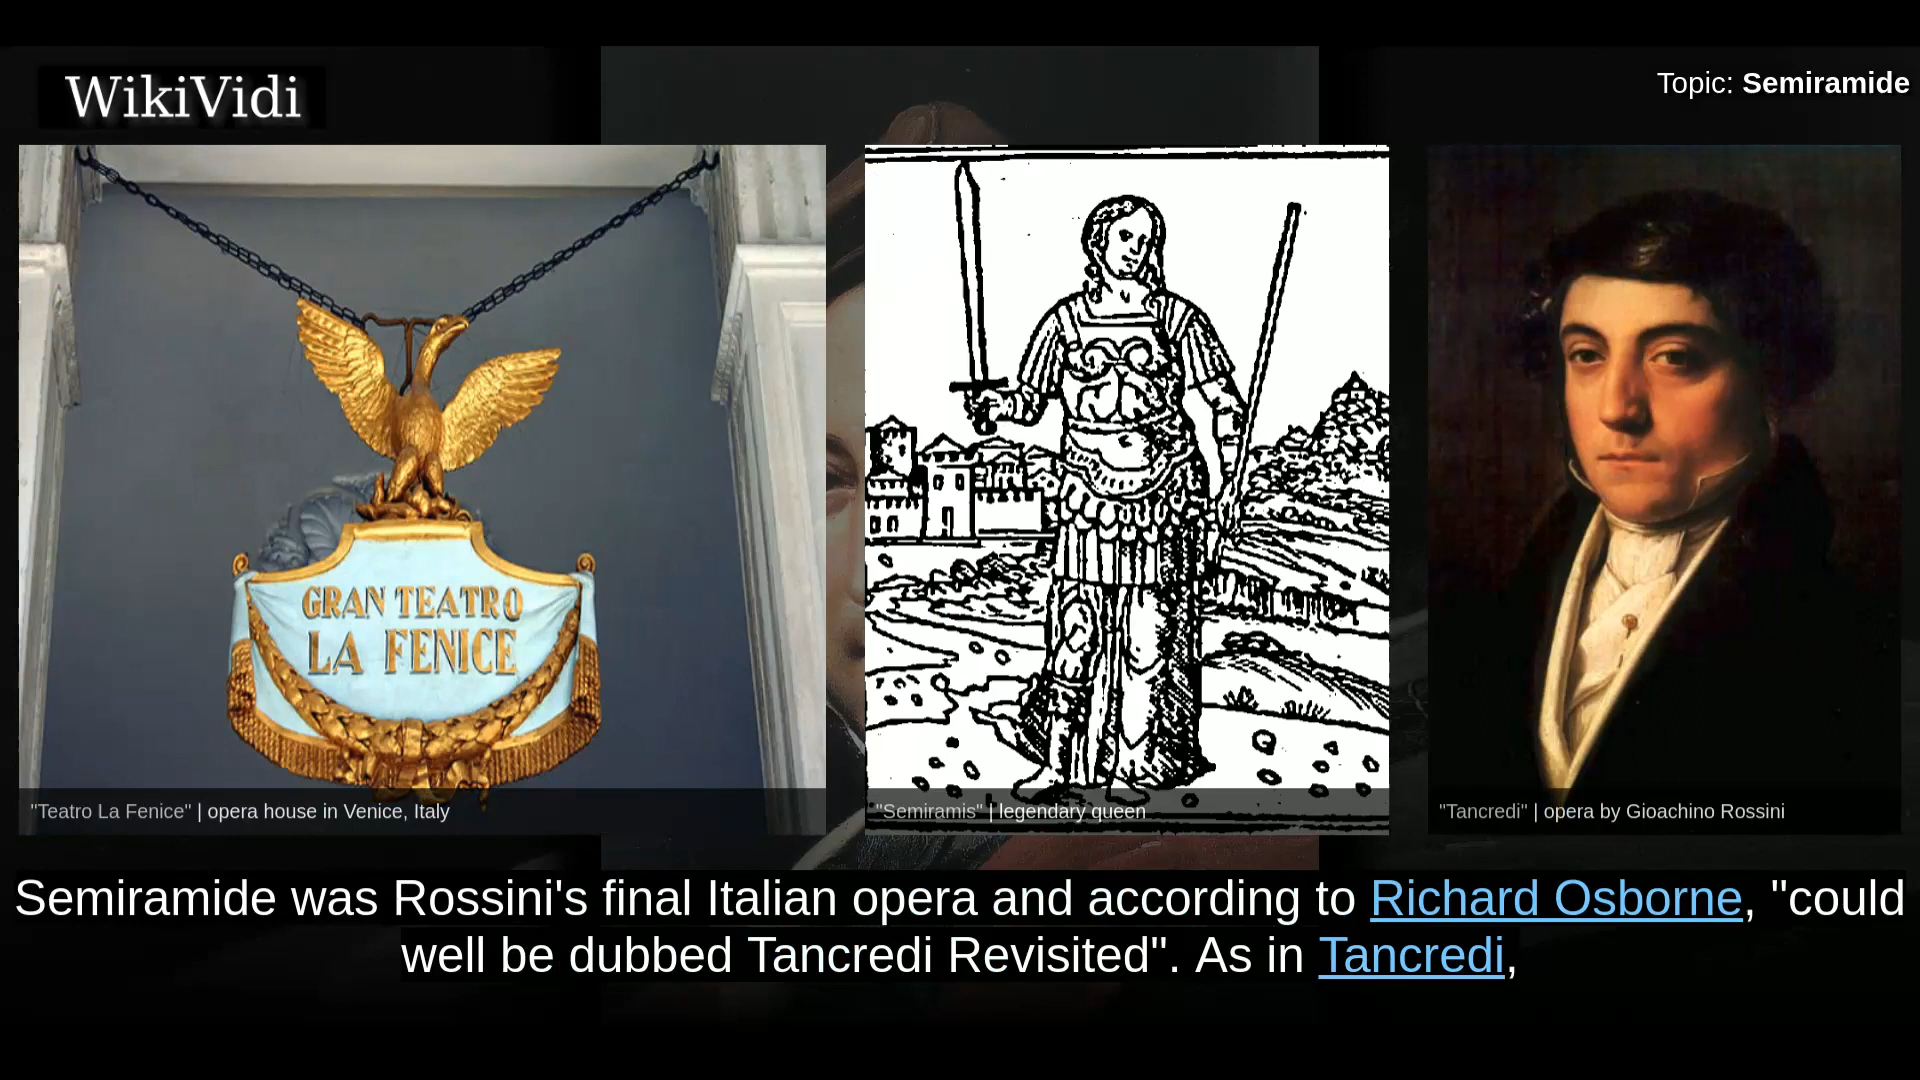 WikiVidi
Topic: Semiramide
GRAN TEATRO
LA FENICE
"Teatro La Fenice" | opera house in Venice, Italy
"Semiramis" | legendary queen
"Tancredi" | opera by Gioachino Rossini
Semiramide was Rossini's final Italian opera and according to Richard Osborne, "could
well be dubbed Tancredi Revisited". As in Tancredi,